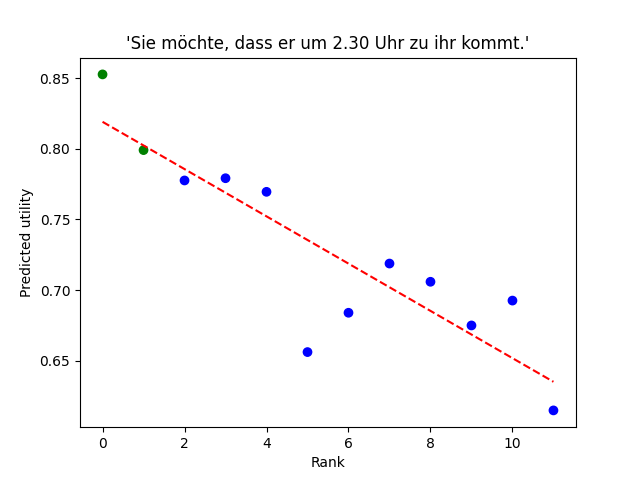 'Sie möchte, dass er um 2.30 Uhr zu ihr kommt.'
0.85
0.80
0.75
0.70
0.65
Predicted utility
0 2 4 6 8 10
Rank